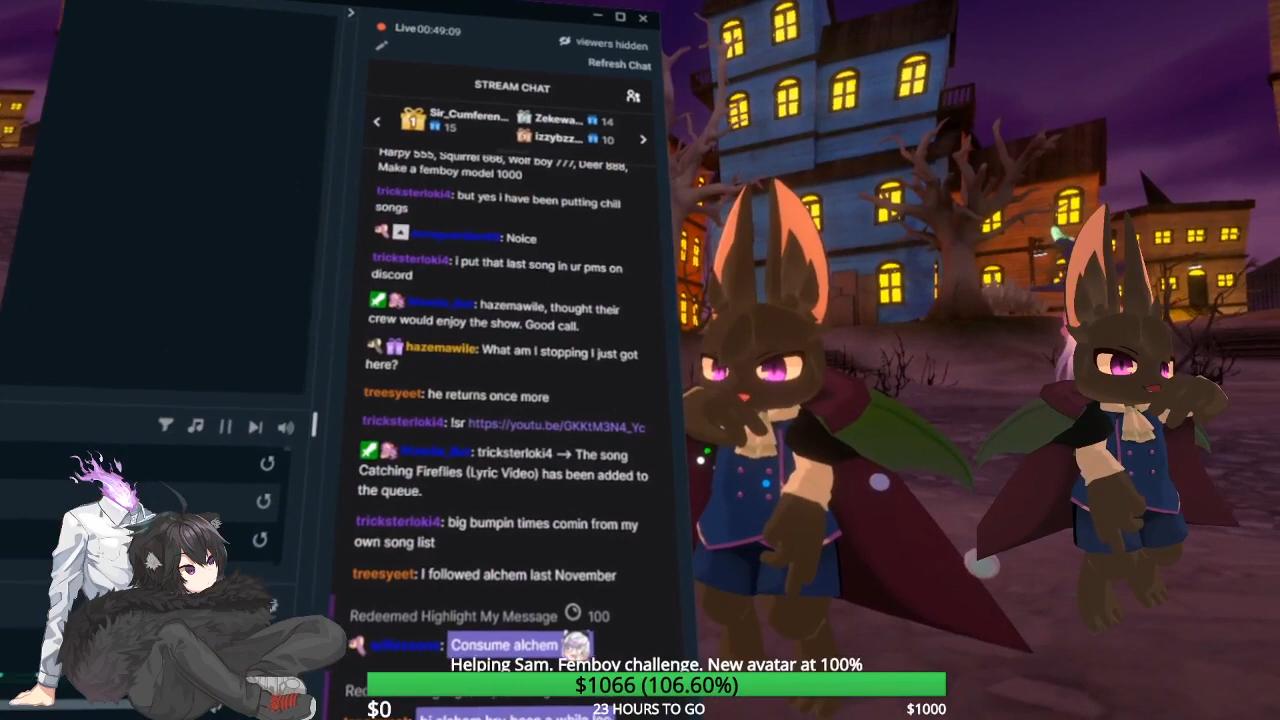 Live 00:49:09
viewers hidden
Refresh Chat
STREAM CHAT
1
Sir_Cumferen...
15
Zekewa... 14
izzybzz... 10
Harpy 555, Squirrel 666, Wolf boy 777, Deer 888,
Make a femboy model 1000
tricksterloki4: but yes i have been putting chill
songs
: Noice
tricksterloki4: i put that last song in ur pms on
discord
: hazemawile, thought their
crew would enjoy the show. Good call.
hazemawile: What am I stopping I just got
here?
treesyeet: he returns once more
tricksterloki4: !sr https://youtu.be/GKKtM3N4_Yc
: tricksterloki4 --> The song
Catching Fireflies (Lyric Video) has been added to
the queue.
tricksterloki4: big bumpin times comin from my
own song list
treesyeet: I followed alchem last November
Redeemed Highlight My Message 100
: Consume alchem
Helping Sam. Femboy challenge. New avatar at 100%
$1066 (106.60%)
$0
23 HOURS TO GO
$1000